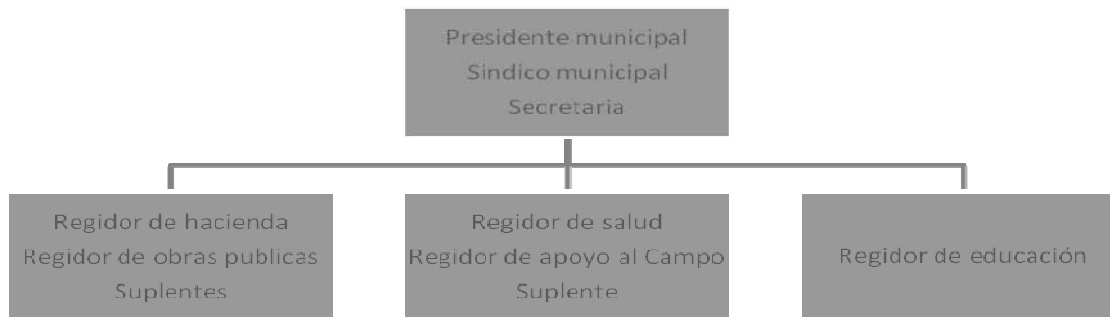 Presidente municipal
Sindico municipal
Secretaria
Regidor de hacienda
Regidor de obras publicas
Suplentes
Regidor de salud
Regidor de apoyo al Campo
Suplente
Regidor de educación